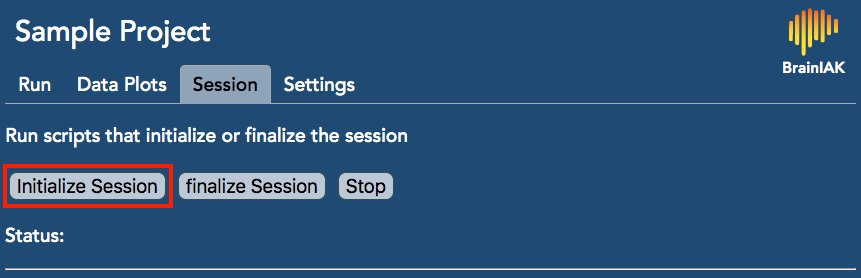 Sample Project
BrainIAK
Run Data Plots Session Settings
Run scripts that initialize or finalize the session
Initialize Session finalize Session Stop
Status: